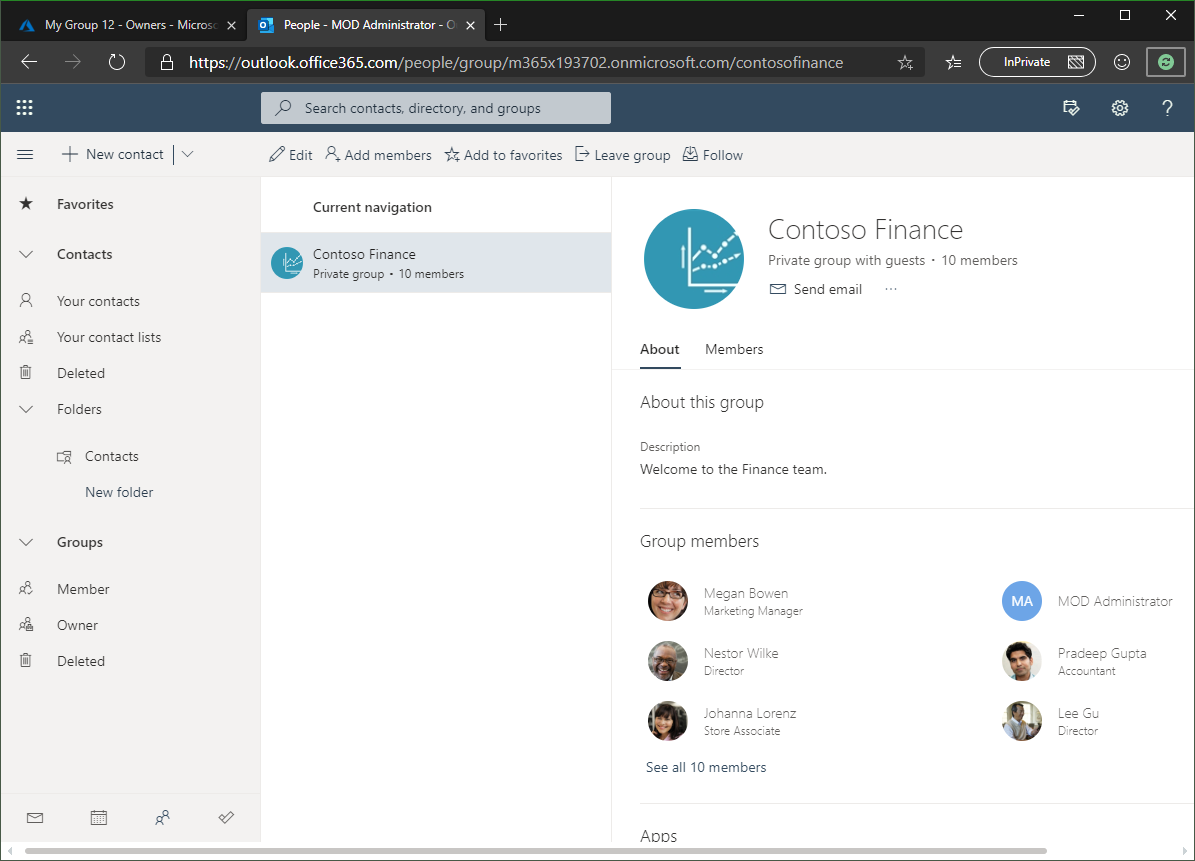 My Group 12 - Owners - Microso
People - MOD Administrator - O
https://outlook.office365.com/people/group/m365x193702.onmicrosoft.com/contosofinance
InPrivate
Search contacts, directory, and groups
?
New contact
Edit
Add members
Add to favorites
Leave group
Follow
Favorites
Contacts
Your contacts
Your contact lists
Deleted
Folders
Contacts
New folder
Groups
Member
Owner
Deleted
Current navigation
Contoso Finance
Private group • 10 members
Contoso Finance
Private group with guests • 10 members
Send email
...
About
Members
About this group
Description
Welcome to the Finance team.
Group members
Megan Bowen
Marketing Manager
MA
MOD Administrator
Nestor Wilke
Director
Pradeep Gupta
Accountant
Johanna Lorenz
Store Associate
Lee Gu
Director
See all 10 members
Apps